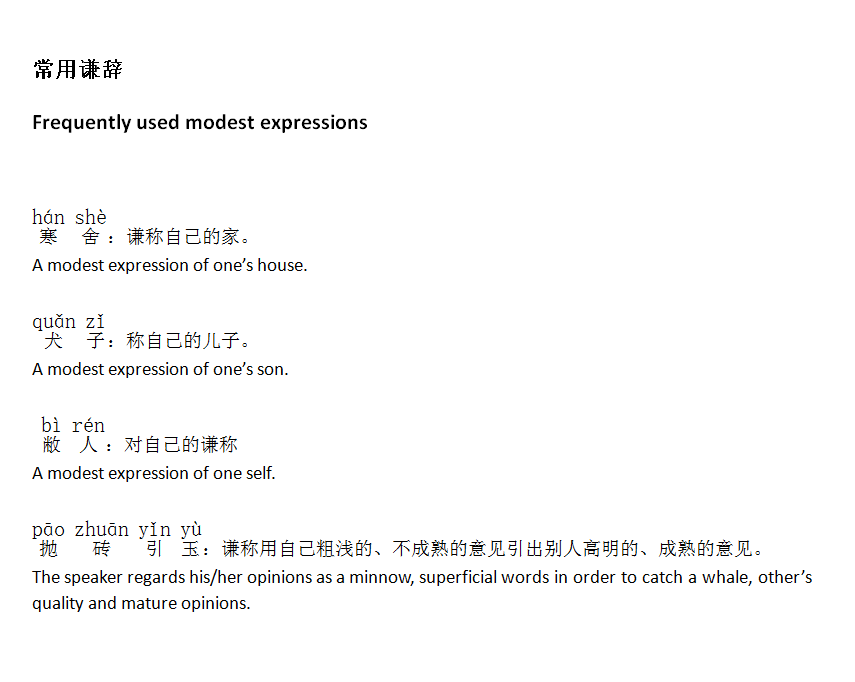 常用谦辞
Frequently used modest expressions
hán shè
寒 舍：谦称自己的家。
A modest expression of one’s house.
quǎn zǐ
犬 子：称自己的儿子。
A modest expression of one’s son.
bì rén
敝 人：对自己的谦称
A modest expression of one self.
pāo zhuān yǐn yù
抛 砖 引 玉：谦称用自己粗浅的、不成熟的意见引出别人高明的、成熟的意见。
The speaker regards his/her opinions as a minnow, superficial words in order to catch a whale, other’s
quality and mature opinions.